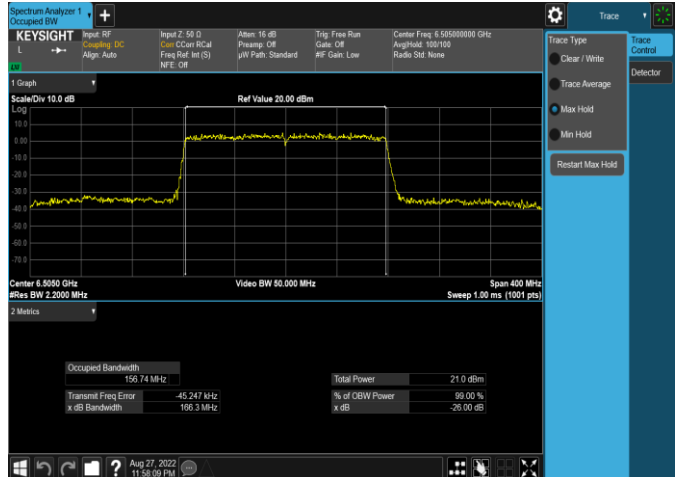 Spectrum Analyzer 1
Occupied BW
Trace
KEYSIGHT
L
Input: RF
Coupling: DC
Align: Auto
Input Z: 50 Ω
Corr CCorr RCal
Freq Ref: Int (S)
NFE: Off
Atten: 16 dB
Preamp: Off
µW Path: Standard
Trig: Free Run
Gate: Off
#IF Gain: Low
Center Freq: 6.505000000 GHz
Avg|Hold: 100/100
Radio Std: None
Trace Type
Clear / Write
Trace Average
Max Hold
Min Hold
Restart Max Hold
Trace
Control
Detector
1 Graph
Scale/Div 10.0 dB
Ref Value 20.00 dBm
Log
10.0
0.00
-10.0
-20.0
-30.0
-40.0
-50.0
-60.0
-70.0
Center 6.5050 GHz
Video BW 50.000 MHz
Span 400 MHz
#Res BW 2.2000 MHz
Sweep 1.00 ms (1001 pts)
2 Metrics
Occupied Bandwidth
156.74 MHz
Total Power
21.0 dBm
Transmit Freq Error
-45.247 kHz
% of OBW Power
99.00 %
x dB Bandwidth
166.3 MHz
x dB
-26.00 dB
?
Aug 27, 2022
11:58:09 PM